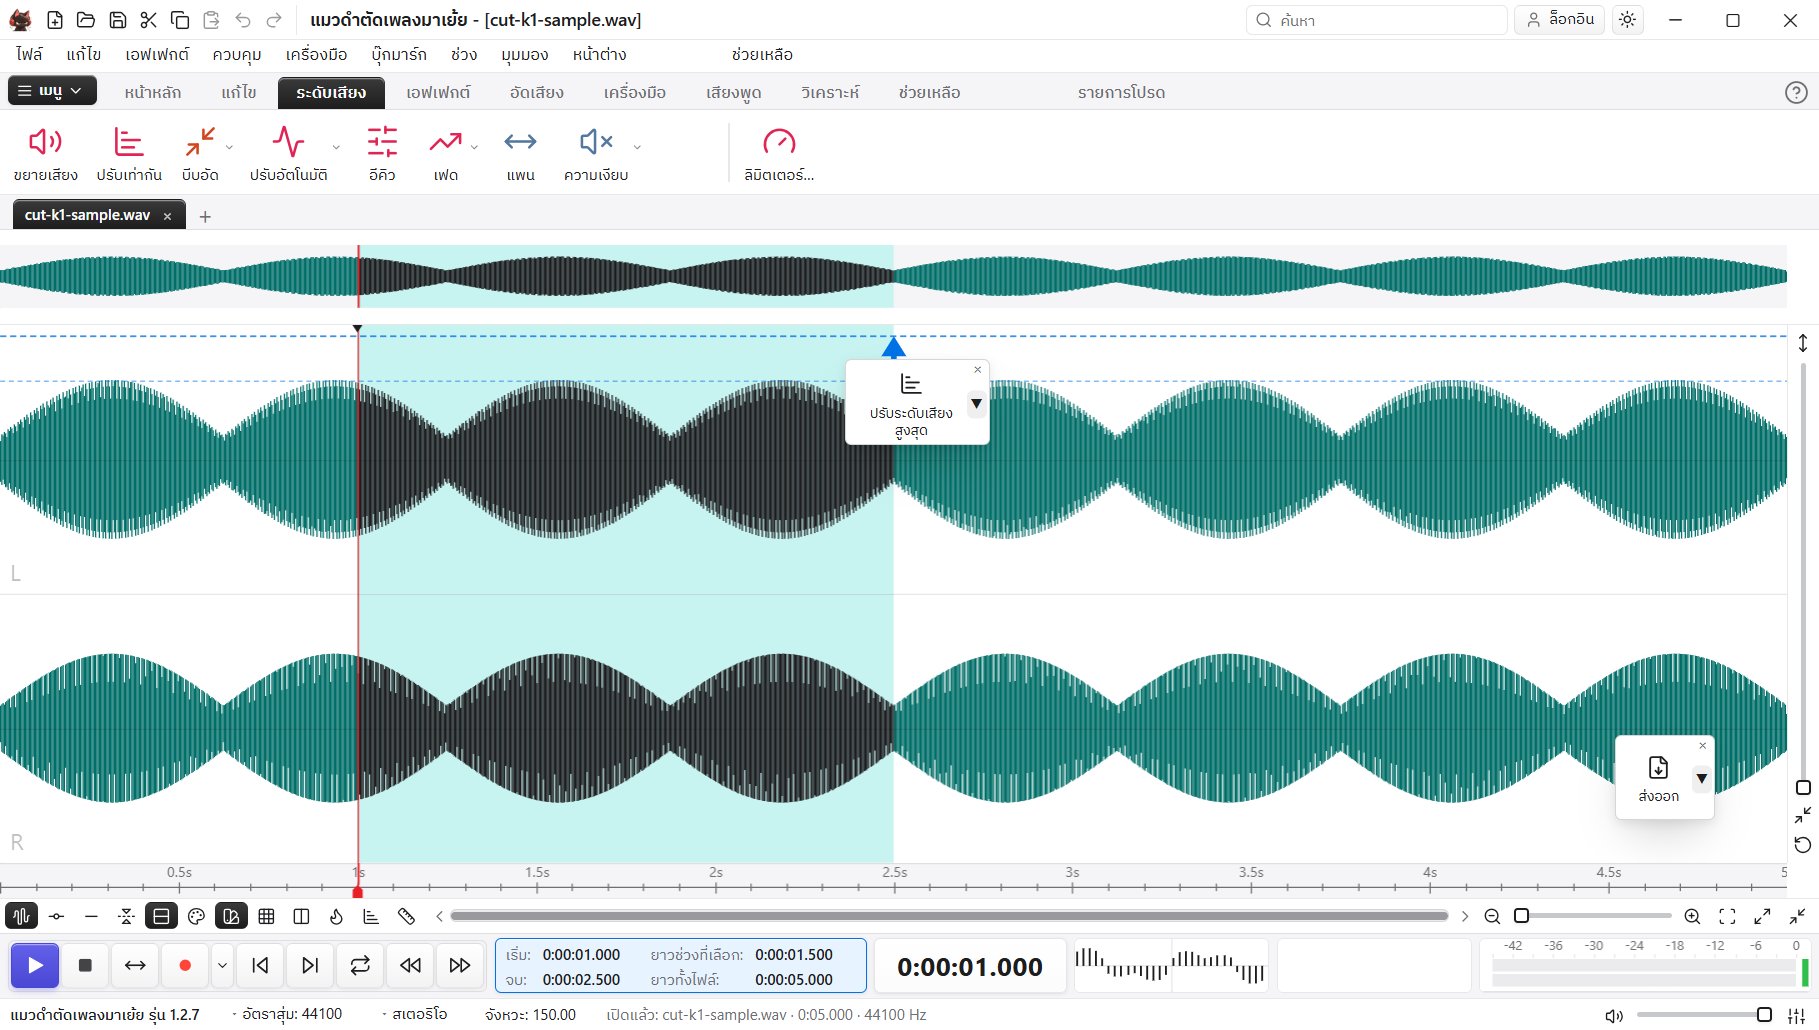 แมวดำตัดเพลงมาเย้ย - [cut-k1-sample.wav]
ค้นหา
ล็อกอิน
ไฟล์ แก้ไข เอฟเฟกต์ ควบคุม เครื่องมือ บุ๊กมาร์ก ช่วง มุมมอง หน้าต่าง ช่วยเหลือ
เมนู หน้าหลัก แก้ไข ระดับเสียง เอฟเฟกต์ อัดเสียง เครื่องมือ เสียงพูด วิเคราะห์ ช่วยเหลือ รายการโปรด
ขยายเสียง ปรับเท่ากัน บีบอัด ปรับอัตโนมัติ อีคิว เฟด แพน ความเงียบ ลิมิตเตอร์...
cut-k1-sample.wav
ปรับระดับเสียง
สูงสุด
L
ส่งออก
R
0.5s 1s 1.5s 2s 2.5s 3s 3.5s 4s 4.5s 5
เริ่ม: 0:00:01.000 ยาวช่วงที่เลือก: 0:00:01.500
จบ: 0:00:02.500 ยาวทั้งไฟล์: 0:00:05.000
0:00:01.000
-42 -36 -30 -24 -18 -12 -6 0
แมวดำตัดเพลงมาเย้ย รุ่น 1.2.7 · อัตราสุ่ม: 44100 · สเตอริโอ จังหวะ: 150.00 เปิดแล้ว: cut-k1-sample.wav · 0:05.000 · 44100 Hz